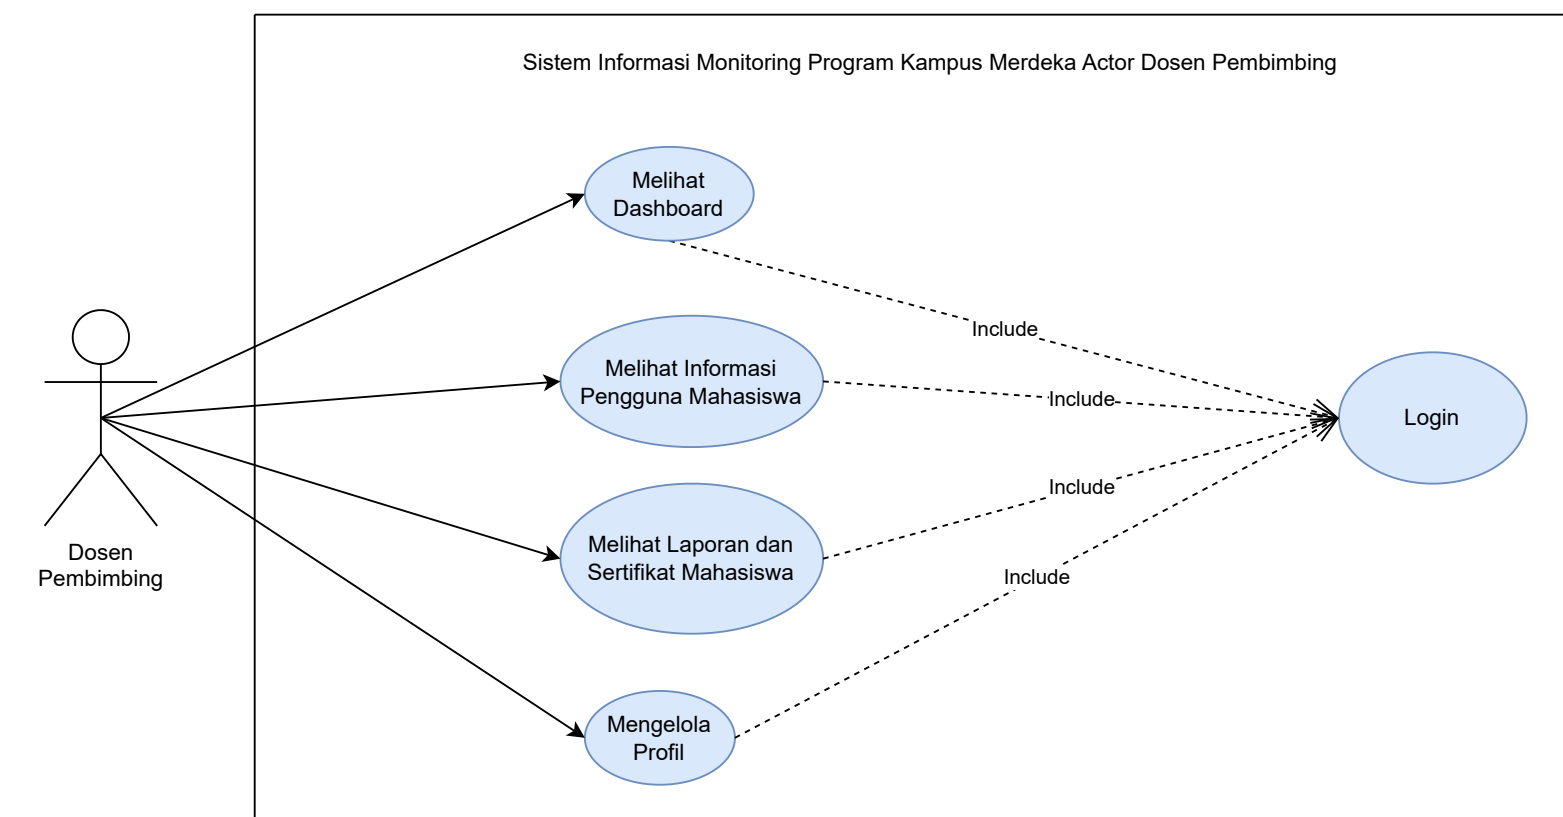 Sistem Informasi Monitoring Program Kampus Merdeka Actor Dosen Pembimbing
Melihat
Dashboard
Include
Melihat Informasi
Pengguna Mahasiswa
Include
Login
Include
Melihat Laporan dan
Sertifikat Mahasiswa
Dosen
Pembimbing
Include
Mengelola
Profil